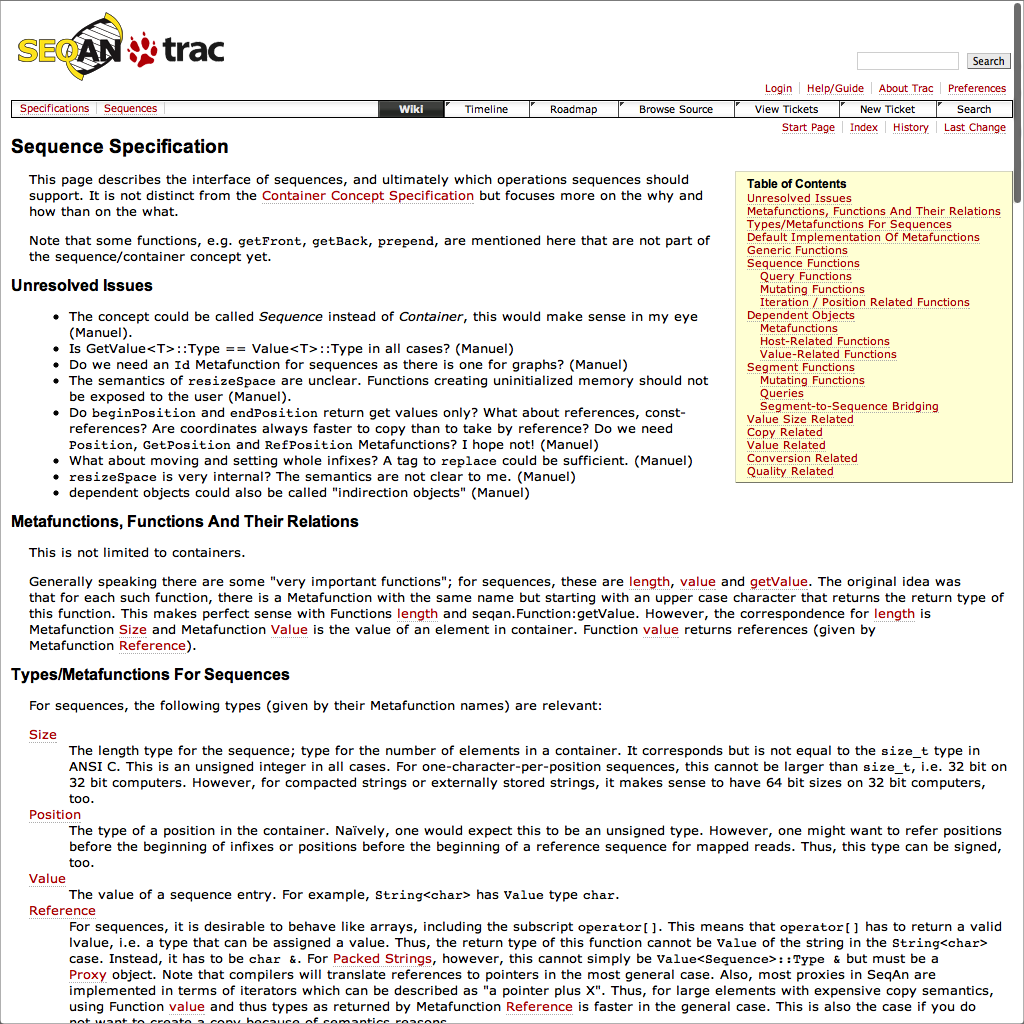 SEQAN trac
Search
Login Help/Guide About Trac Preferences
Specifications Sequences Wiki Timeline Roadmap Browse Source View Tickets New Ticket Search
Start Page Index History Last Change
Sequence Specification
This page describes the interface of sequences, and ultimately which operations sequences should
support. It is not distinct from the Container Concept Specification but focuses more on the why and
how than on the what.
Note that some functions, e.g. getFront, getBack, prepend, are mentioned here that are not part of
the sequence/container concept yet.
Table of Contents
Unresolved Issues
Metafunctions, Functions And Their Relations
Types/Metafunctions For Sequences
Default Implementation Of Metafunctions
Generic Functions
Sequence Functions
Query Functions
Mutating Functions
Iteration / Position Related Functions
Dependent Objects
Metafunctions
Host-Related Functions
Value-Related Functions
Segment Functions
Mutating Functions
Queries
Segment-to-Sequence Bridging
Value Size Related
Copy Related
Value Related
Conversion Related
Quality Related
Unresolved Issues
• The concept could be called Sequence instead of Container, this would make sense in my eye
(Manuel).
• Is GetValue<T>::Type == Value<T>::Type in all cases? (Manuel)
• Do we need an Id Metafunction for sequences as there is one for graphs? (Manuel)
• The semantics of resizeSpace are unclear. Functions creating uninitialized memory should not
be exposed to the user (Manuel).
• Do beginPosition and endPosition return get values only? What about references, const-
references? Are coordinates always faster to copy than to take by reference? Do we need
Position, GetPosition and RefPosition Metafunctions? I hope not! (Manuel)
• What about moving and setting whole infixes? A tag to replace could be sufficient. (Manuel)
• resizeSpace is very internal? The semantics are not clear to me. (Manuel)
• dependent objects could also be called "indirection objects" (Manuel)
Metafunctions, Functions And Their Relations
This is not limited to containers.
Generally speaking there are some "very important functions"; for sequences, these are length, value and getValue. The original idea was
that for each such function, there is a Metafunction with the same name but starting with an upper case character that returns the return type of
this function. This makes perfect sense with Functions length and seqan.Function:getValue. However, the correspondence for length is
Metafunction Size and Metafunction Value is the value of an element in container. Function value returns references (given by
Metafunction Reference).
Types/Metafunctions For Sequences
For sequences, the following types (given by their Metafunction names) are relevant:
Size
The length type for the sequence; type for the number of elements in a container. It corresponds but is not equal to the size_t type in
ANSI C. This is an unsigned integer in all cases. For one-character-per-position sequences, this cannot be larger than size_t, i.e. 32 bit on
32 bit computers. However, for compacted strings or externally stored strings, it makes sense to have 64 bit sizes on 32 bit computers,
too.
Position
The type of a position in the container. Naïvely, one would expect this to be an unsigned type. However, one might want to refer positions
before the beginning of infixes or positions before the beginning of a reference sequence for mapped reads. Thus, this type can be signed,
too.
Value
The value of a sequence entry. For example, String<char> has Value type char.
Reference
For sequences, it is desirable to behave like arrays, including the subscript operator[]. This means that operator[] has to return a valid
lvalue, i.e. a type that can be assigned a value. Thus, the return type of this function cannot be Value of the string in the String<char>
case. Instead, it has to be char &. For Packed Strings, however, this cannot simply be Value<Sequence>::Type & but must be a
Proxy object. Note that compilers will translate references to pointers in the most general case. Also, most proxies in SeqAn are
implemented in terms of iterators which can be described as "a pointer plus X". Thus, for large elements with expensive copy semantics,
using Function value and thus types as returned by Metafunction Reference is faster in the general case. This is also the case if you do
not want to create a copy because of semantics reasons.